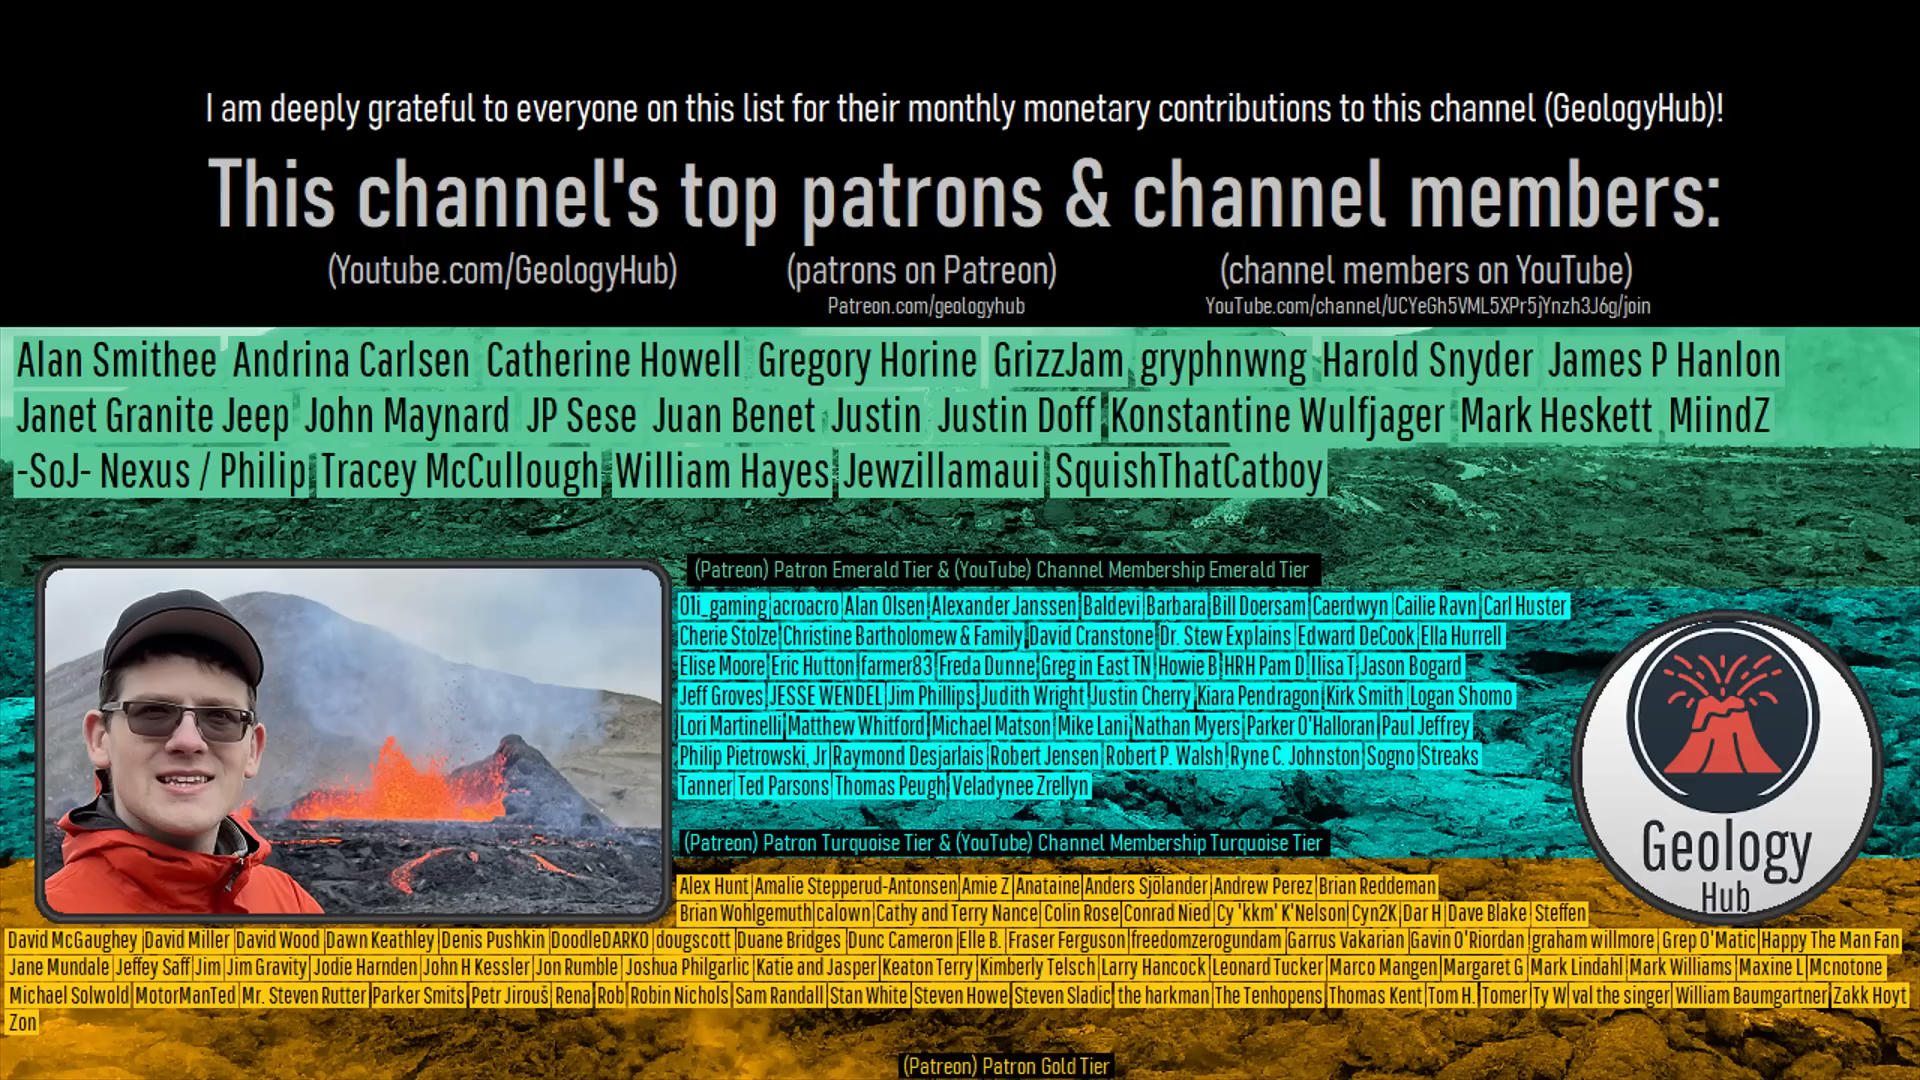 I am deeply grateful to everyone on this list for their monthly monetary contributions to this channel (GeologyHub)!
This channel's top patrons & channel members:
(Youtube.com/GeologyHub) (patrons on Patreon) (channel members on YouTube)
Patreon.com/geologyhub YouTube.com/channel/UCYeGh5VML5XPr5jYnzh3J6g/join
Alan Smithee Andrina Carlsen Catherine Howell Gregory Horine GrizzJam gryphnwng Harold Snyder James P Hanlon
Janet Granite Jeep John Maynard JP Sese Juan Benet Justin Justin Doff Konstantine Wulfjager Mark Heskett MiindZ
-SoJ- Nexus / Philip Tracey McCullough William Hayes Jewzillamaui SquishThatCatboy
(Patreon) Patron Emerald Tier & (YouTube) Channel Membership Emerald Tier
01i_gaming acroacro Alan Olsen Alexander Janssen Baldevi Barbara Bill Doersam Caerdwyn Cailie Ravn Carl Huster
Cherie Stolze Christine Bartholomew & Family David Cranstone Dr. Stew Explains Edward DeCook Ella Hurrell
Elise Moore Eric Hutton farmer83 Freda Dunne Greg in East TN Howie B HRH Pam D Ilisa T Jason Bogard
Jeff Groves JESSE WENDEL Jim Phillips Judith Wright Justin Cherry Kiara Pendragon Kirk Smith Logan Shomo
Lori Martinelli Matthew Whitford Michael Matson Mike Lani Nathan Myers Parker O'Halloran Paul Jeffrey
Philip Pietrowski, Jr Raymond Desjarlais Robert Jensen Robert P. Walsh Ryne C. Johnston Sogno Streaks
Tanner Ted Parsons Thomas Peugh Veladynee Zrellyn
(Patreon) Patron Turquoise Tier & (YouTube) Channel Membership Turquoise Tier
Geology
Hub
Alex Hunt Amalie Stepperud-Antonsen Amie Z Anataine Anders Sjölander Andrew Perez Brian Reddeman
Brian Wohlgemuth calown Cathy and Terry Nance Colin Rose Conrad Nied Cy 'kkm' K'Nelson Cyn2K Dar H Dave Blake Steffen
David McGaughey David Miller David Wood Dawn Keathley Denis Pushkin DoodleDARKO dougscott Duane Bridges Dunc Cameron Elle B. Fraser Ferguson freedomzerogundam Garrus Vakarian Gavin O'Riordan graham willmore Grep O'Matic Happy The Man Fan
Jane Mundale Jeffey Saff Jim Jim Gravity Jodie Harnden John H Kessler Jon Rumble Joshua Philgarlic Katie and Jasper Keaton Terry Kimberly Telsch Larry Hancock Leonard Tucker Marco Mangen Margaret G Mark Lindahl Mark Williams Maxine L Mcnotone
Michael Solwold MotorManTed Mr. Steven Rutter Parker Smits Petr Jirouš Rena Rob Robin Nichols Sam Randall Stan White Steven Howe Steven Sladic the harkman The Tenhopens Thomas Kent Tom H. Tomer Ty W val the singer William Baumgartner Zakk Hoyt
Zon
(Patreon) Patron Gold Tier